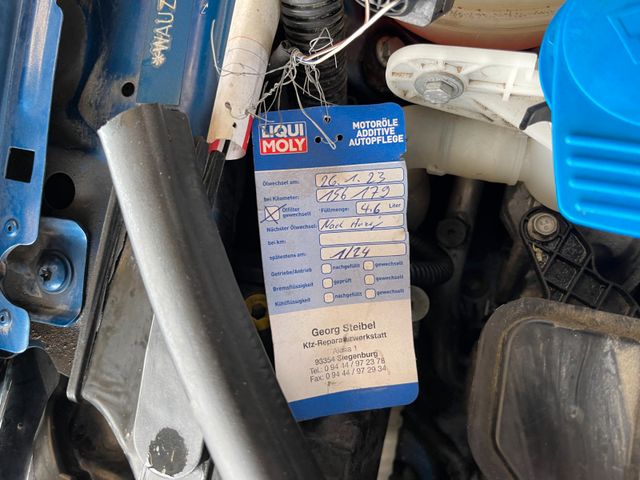 *WAUZ
LIQUI
MOLY
MOTORÖLE
ADDITIVE
AUTOPFLEGE
Ölwechsel am: 26.1.23
bei Kilometer: 156 179
Ölfilter gewechselt Füllmenge: 4.6 Liter
Nächster Ölwechsel: Nach
bei km:
spätestens am: 1/24
Getriebe/Antrieb nachgefüllt gewechselt
Bremsflüssigkeit geprüft gewechselt
Kühlflüssigkeit nachgefüllt gewechselt
Georg Steibel
Kfz-Reparaturwerkstatt
1
93354 Siegenburg
Tel.: 0 94 44 / 97 23 78
Fax: 0 94 44 / 97 29 34